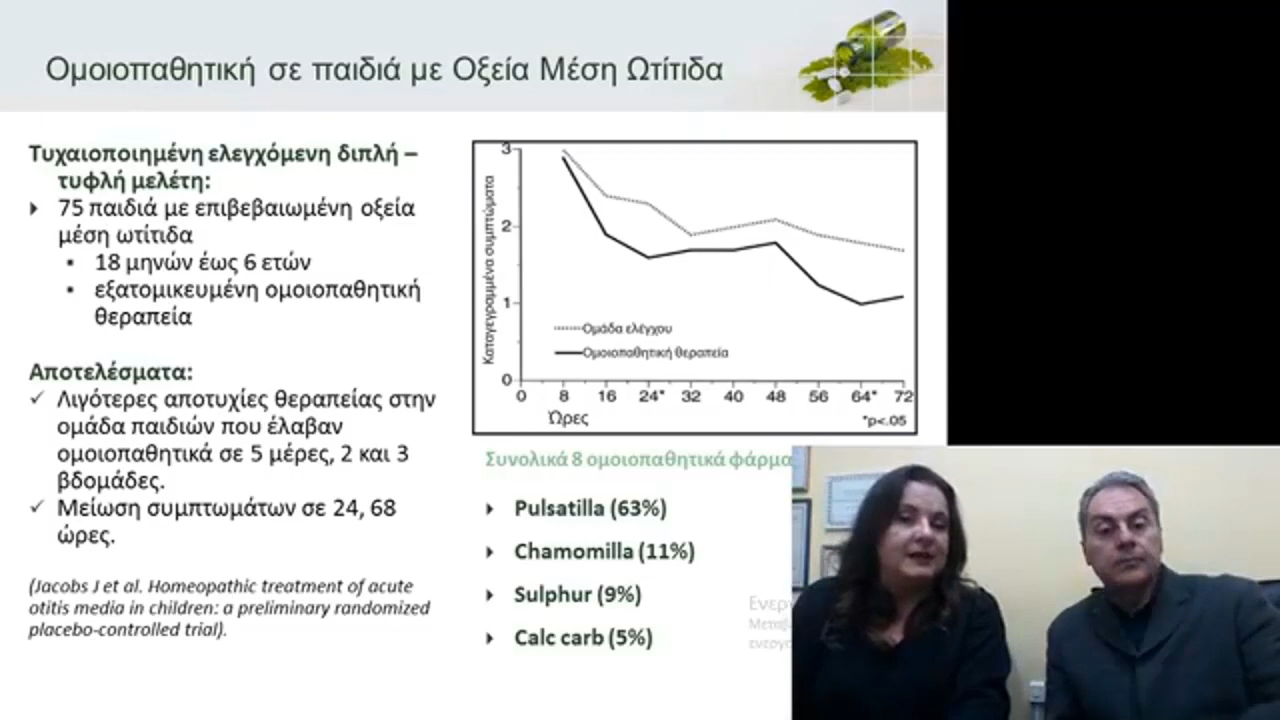 Ομοιοπαθητική σε παιδιά με Οξεία Μέση Ωτίτιδα
Τυχαιοποιημένη ελεγχόμενη διπλή –
τυφλή μελέτη:
75 παιδιά με επιβεβαιωμένη οξεία
μέση ωτίτιδα
18 μηνών έως 6 ετών
εξατομικευμένη ομοιοπαθητική
θεραπεία
Αποτελέσματα:
Λιγότερες αποτυχίες θεραπείας στην
ομάδα παιδιών που έλαβαν
ομοιοπαθητικά σε 5 μέρες, 2 και 3
βδομάδες.
Μείωση συμπτωμάτων σε 24, 68
ώρες.
(Jacobs J et al. Homeopathic treatment of acute
otitis media in children: a preliminary randomized
placebo-controlled trial).
Καταγεγραμμένα συμπτώματα
3
2
1
0
Ομάδα ελέγχου
Ομοιοπαθητική θεραπεία
0 8 16 24* 32 40 48 56 64* 72
Ώρες
*p<.05
Συνολικά 8 ομοιοπαθητικά
Pulsatilla (63%)
Chamomilla (11%)
Sulphur (9%)
Calc carb (5%)